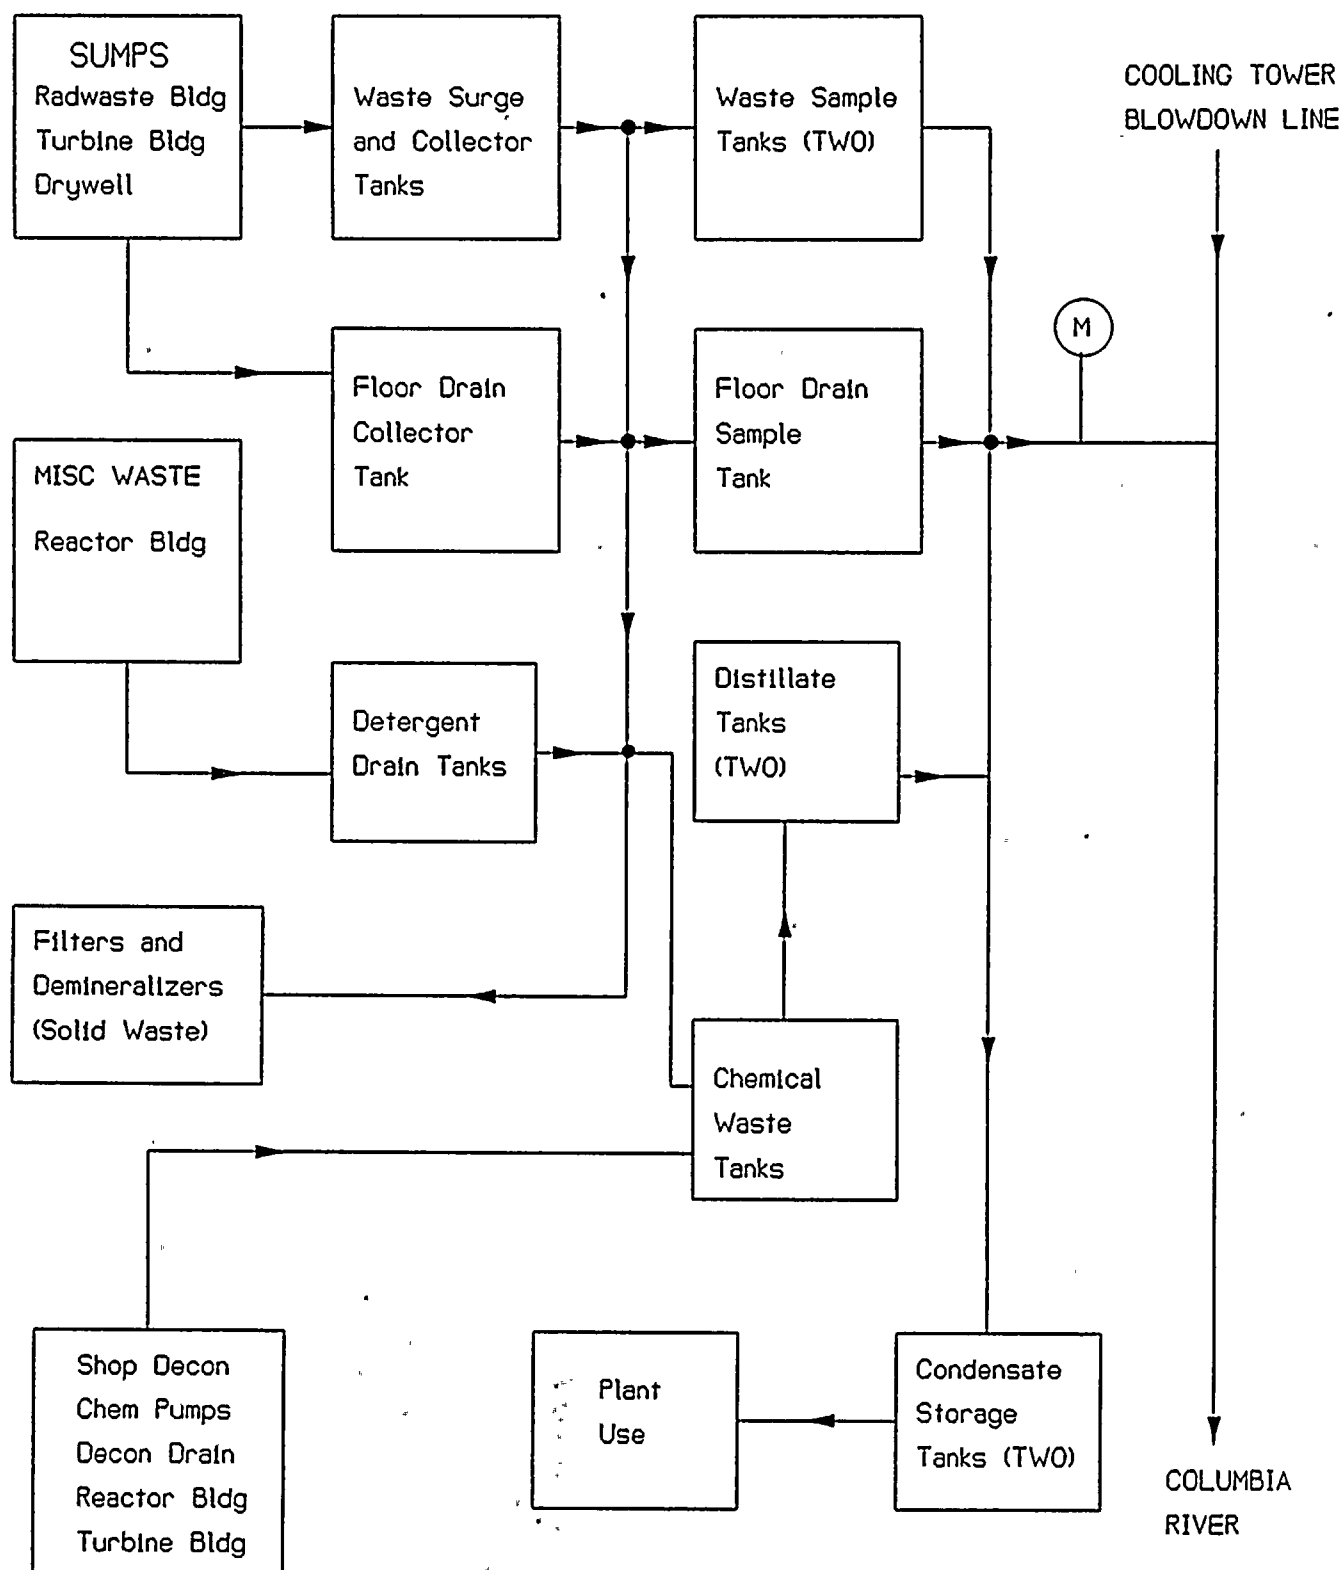 SUMPS
Radwaste Bldg
Turbine Bldg
Drywell
Waste Surge
and Collector
Tanks
Waste Sample
Tanks (TWO)
COOLING TOWER
BLOWDOWN LINE
M
Floor Drain
Collector
Tank
Floor Drain
Sample
Tank
MISC WASTE
Reactor Bldg
Detergent
Drain Tanks
Distillate
Tanks
(TWO)
Filters and
Demineralizers
(Solid Waste)
Chemical
Waste
Tanks
Shop Decon
Chem Pumps
Decon Drain
Reactor Bldg
Turbine Bldg
Plant
Use
Condensate
Storage
Tanks (TWO)
COLUMBIA
RIVER